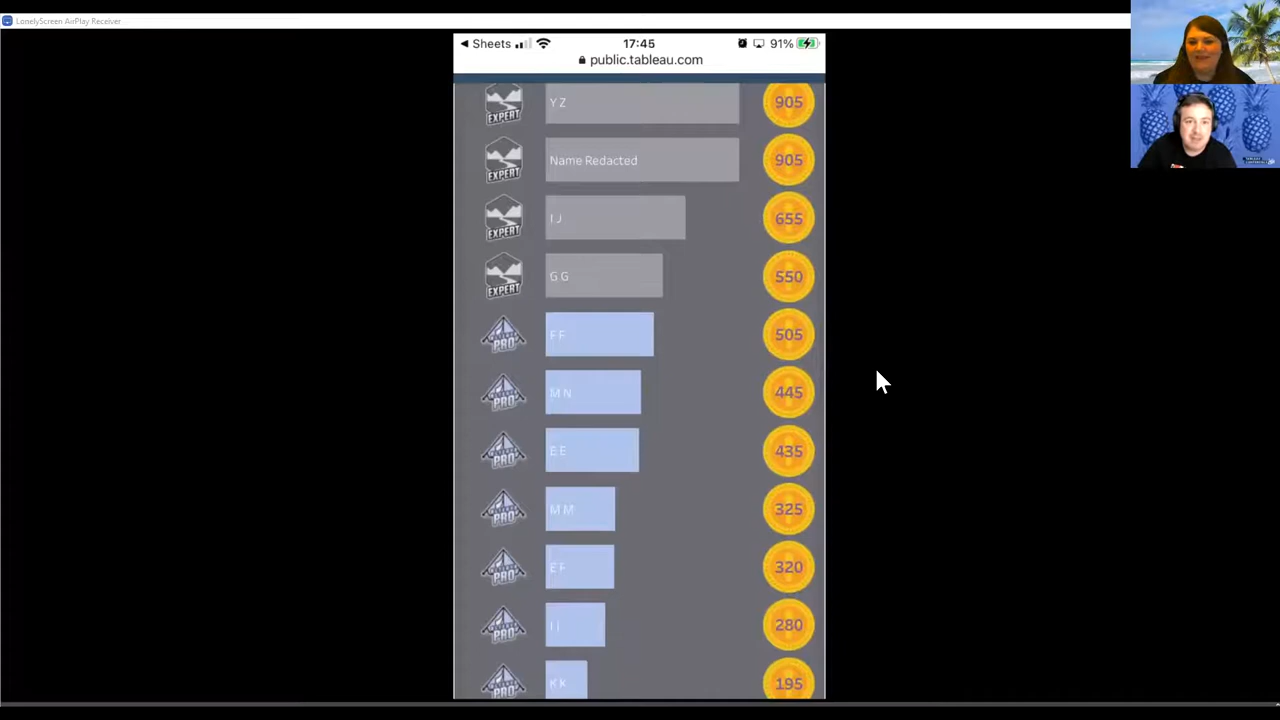 LonelyScreen AirPlay Receiver
Sheets 17:45 91%
public.tableau.com
EXPERT Y Z 905
EXPERT Name Redacted 905
EXPERT I J 655
EXPERT G G 550
PRO F F 505
PRO M N 445
PRO E E 435
PRO M M 325
PRO E F 320
PRO 280
PRO K K 195